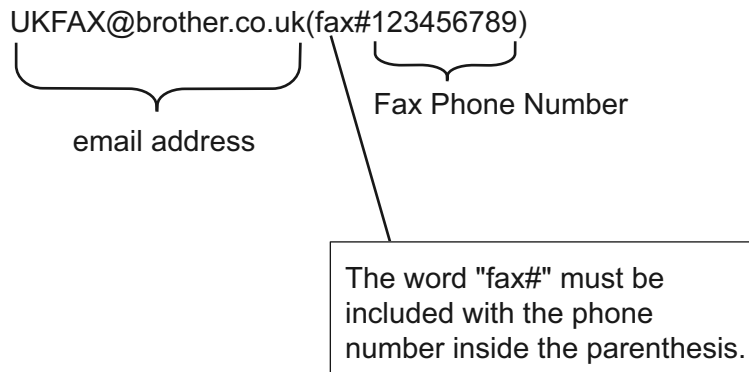 UKFAX@brother.co.uk(fax#123456789)
Fax Phone Number
email address
The word "fax#" must be
included with the phone
number inside the parenthesis.